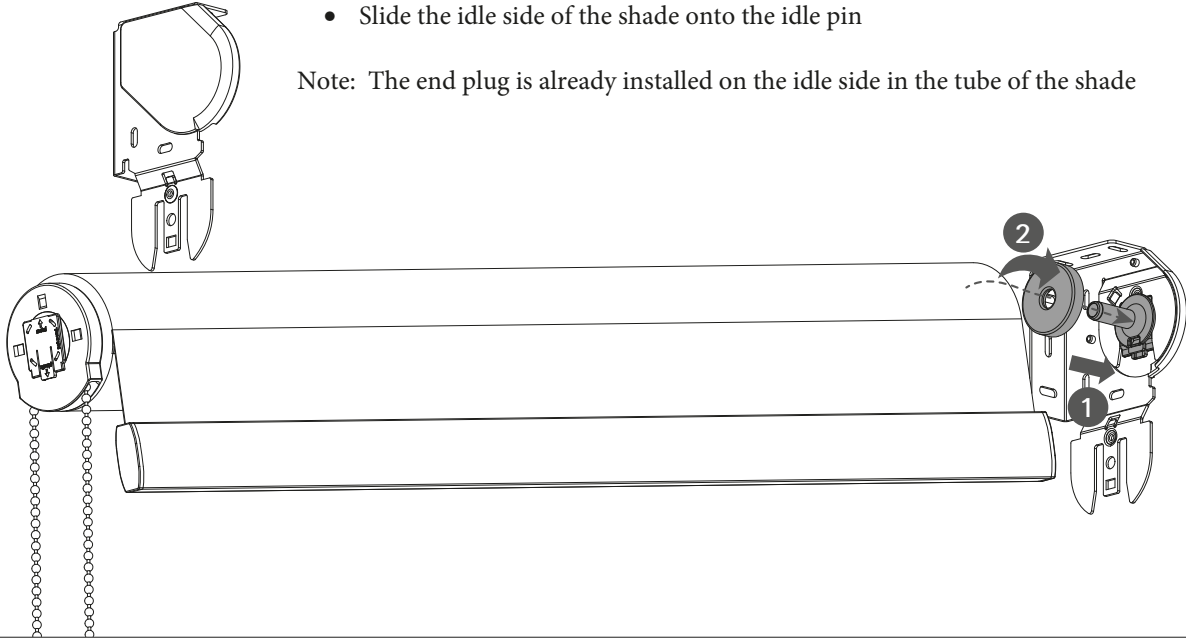 • Slide the idle side of the shade onto the idle pin
Note: The end plug is already installed on the idle side in the tube of the shade
2
1